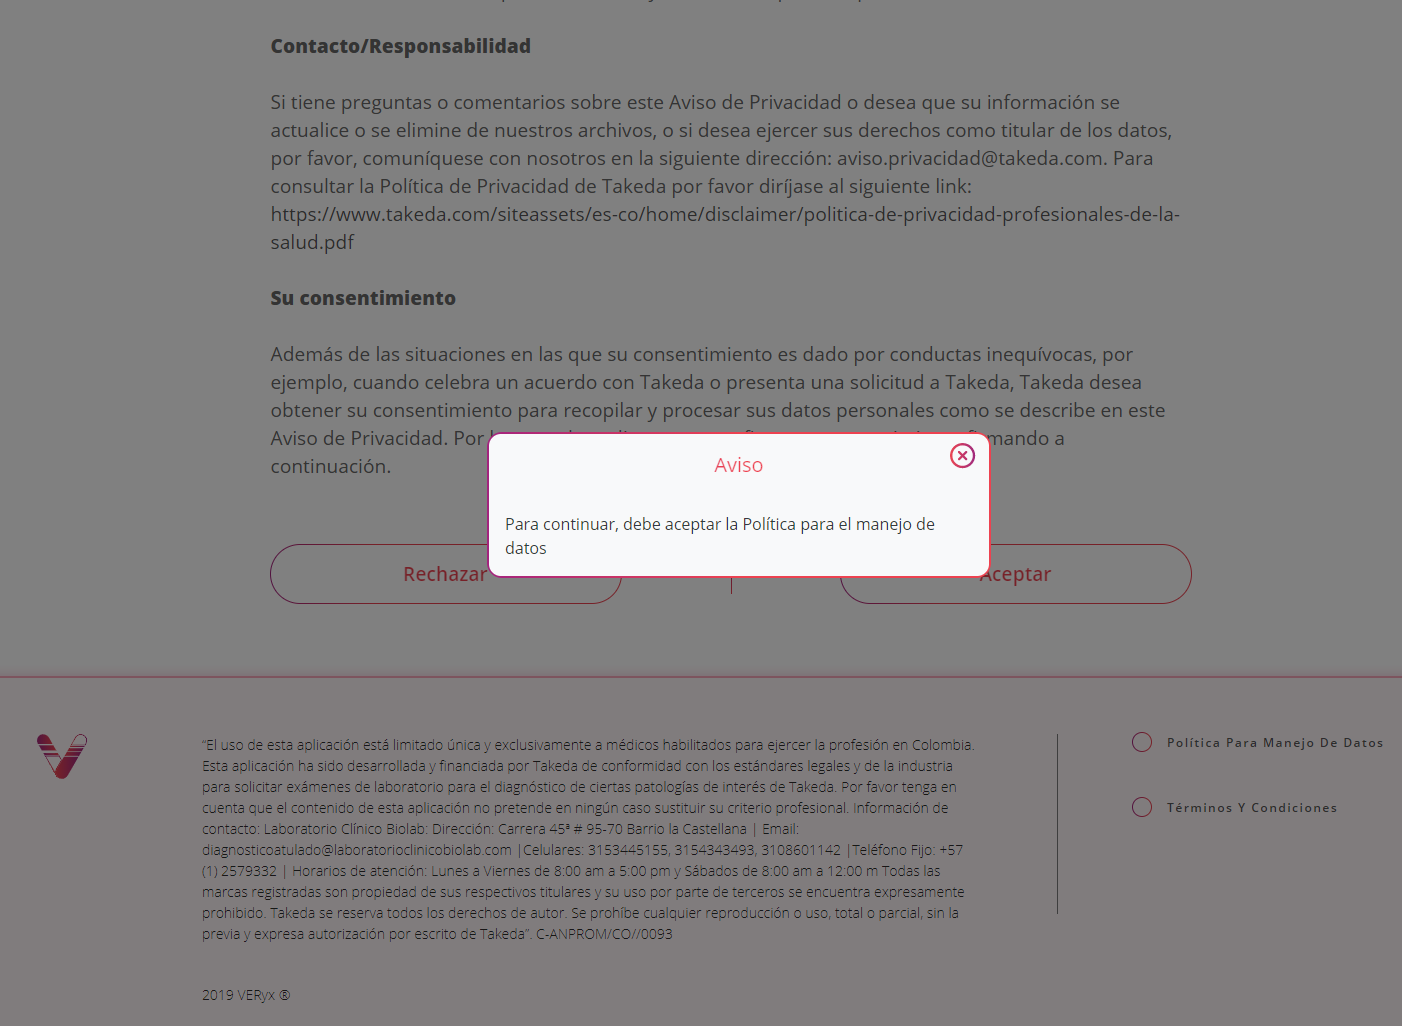 Contacto/Responsabilidad
Si tiene preguntas o comentarios sobre este Aviso de Privacidad o desea que su información se
actualice o se elimine de nuestros archivos, o si desea ejercer sus derechos como titular de los datos,
por favor, comuníquese con nosotros en la siguiente dirección: aviso.privacidad@takeda.com. Para
consultar la Política de Privacidad de Takeda por favor diríjase al siguiente link:
https://www.takeda.com/siteassets/es-co/home/disclaimer/politica-de-privacidad-profesionales-de-la-
salud.pdf
Su consentimiento
Además de las situaciones en las que su consentimiento es dado por conductas inequívocas, por
ejemplo, cuando celebra un acuerdo con Takeda o presenta una solicitud a Takeda, Takeda desea
obtener su consentimiento para recopilar y procesar sus datos personales como se describe en este
Aviso de Privacidad. Por a
continuación.
Aviso
Para continuar, debe aceptar la Política para el manejo de
datos
Rechazar
Aceptar
“El uso de esta aplicación está limitado única y exclusivamente a médicos habilitados para ejercer la profesión en Colombia.
Esta aplicación ha sido desarrollada y financiada por Takeda de conformidad con los estándares legales y de la industria
para solicitar exámenes de laboratorio para el diagnóstico de ciertas patologías de interés de Takeda. Por favor tenga en
cuenta que el contenido de esta aplicación no pretende en ningún caso sustituir su criterio profesional. Información de
contacto: Laboratorio Clínico Biolab: Dirección: Carrera 45ª # 95-70 Barrio la Castellana | Email:
diagnosticoatulado@laboratorioclinicobiolab.com |Celulares: 3153445155, 3154343493, 3108601142 |Teléfono Fijo: +57
(1) 2579332 | Horarios de atención: Lunes a Viernes de 8:00 am a 5:00 pm y Sábados de 8:00 am a 12:00 m Todas las
marcas registradas son propiedad de sus respectivos titulares y su uso por parte de terceros se encuentra expresamente
prohibido. Takeda se reserva todos los derechos de autor. Se prohíbe cualquier reproducción o uso, total o parcial, sin la
previa y expresa autorización por escrito de Takeda”. C-ANPROM/CO//0093
2019 VERyx ®
Política Para Manejo De Datos
Términos Y Condiciones